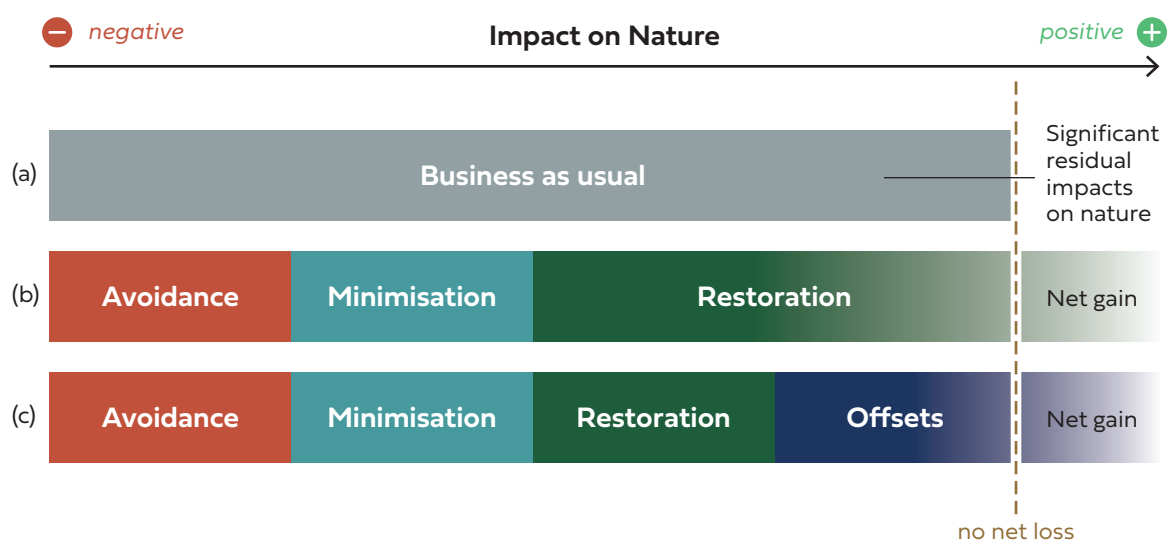 − negative
Impact on Nature
positive +
(a)
Business as usual
Significant
residual
impacts
on nature
(b)
Avoidance
Minimisation
Restoration
Net gain
(c)
Avoidance
Minimisation
Restoration
Offsets
Net gain
no net loss